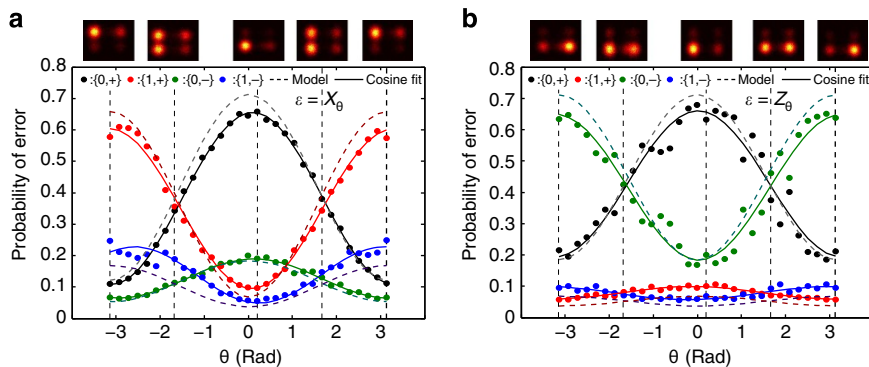 a
:{0,+} :{1,+} :{0,–} :{1,–} Model Cosine fit
ε = Xθ
Probability of error
0.8
0.7
0.6
0.5
0.4
0.3
0.2
0.1
0
–3 –2 –1 0 1 2 3
θ (Rad)
b
:{0,+} :{1,+} :{0,–} :{1,–} Model Cosine fit
ε = Zθ
Probability of error
0.8
0.7
0.6
0.5
0.4
0.3
0.2
0.1
0
–3 –2 –1 0 1 2 3
θ (Rad)